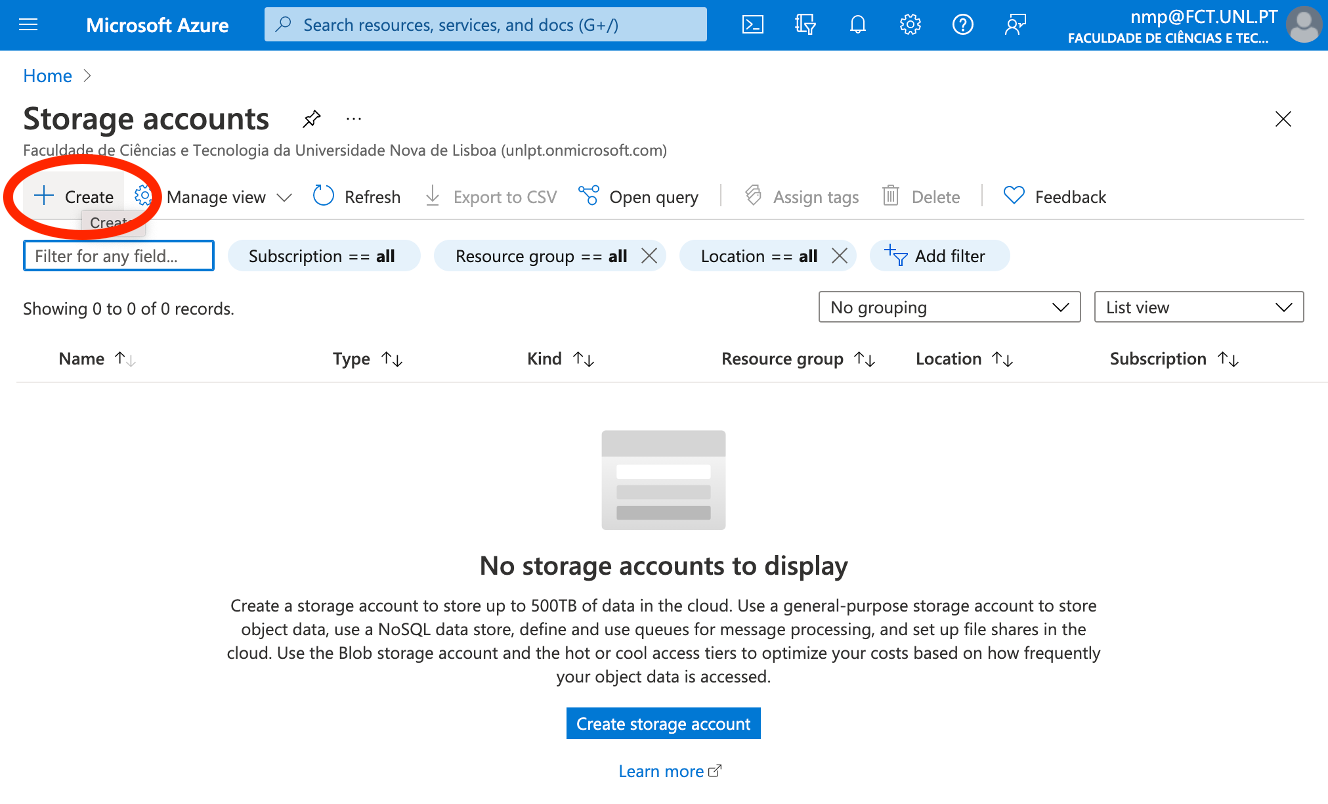 Microsoft Azure
Search resources, services, and docs (G+/)
nmp@FCT.UNL.PT
FACULDADE DE CIÊNCIAS E TEC...
Home
Storage accounts
Faculdade de Ciências e Tecnologia da Universidade Nova de Lisboa (unlpt.onmicrosoft.com)
Create Manage view Refresh Export to CSV Open query Assign tags Delete Feedback
Create
Filter for any field... Subscription == all Resource group == all Location == all Add filter
Showing 0 to 0 of 0 records. No grouping List view
Name Type Kind Resource group Location Subscription
No storage accounts to display
Create a storage account to store up to 500TB of data in the cloud. Use a general-purpose storage account to store
object data, use a NoSQL data store, define and use queues for message processing, and set up file shares in the
cloud. Use the Blob storage account and the hot or cool access tiers to optimize your costs based on how frequently
your object data is accessed.
Create storage account
Learn more